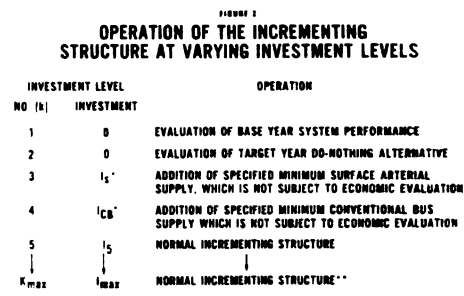 FIGURE 2
OPERATION OF THE INCREMENTING
STRUCTURE AT VARYING INVESTMENT LEVELS
INVESTMENT LEVEL OPERATION
NO (k) INVESTMENT
1 0 EVALUATION OF BASE YEAR SYSTEM PERFORMANCE
2 0 EVALUATION OF TARGET YEAR DO-NOTHING ALTERNATIVE
3 Is* ADDITION OF SPECIFIED MINIMUM SURFACE ARTERIAL
SUPPLY, WHICH IS NOT SUBJECT TO ECONOMIC EVALUATION
4 ICB* ADDITION OF SPECIFIED MINIMUM CONVENTIONAL BUS
SUPPLY WHICH IS NOT SUBJECT TO ECONOMIC EVALUATION
5 I5 NORMAL INCREMENTING STRUCTURE
Kmax Imax NORMAL INCREMENTING STRUCTURE**